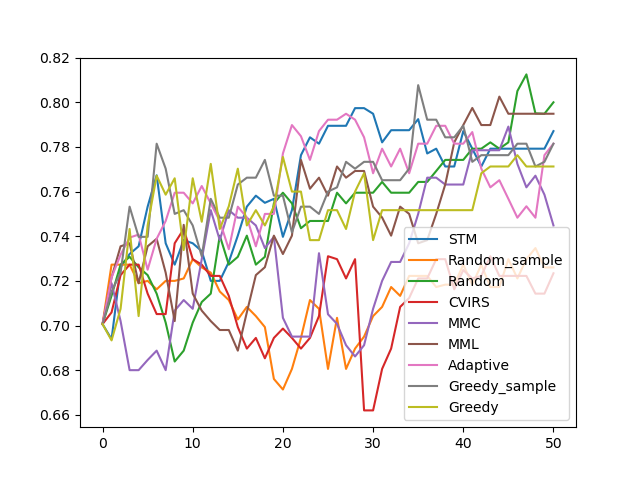 0.82
0.80
0.78
0.76
0.74
0.72
0.70
0.68
0.66
0
10
20
30
40
50
STM
Random_sample
Random
CVIRS
MMC
MML
Adaptive
Greedy_sample
Greedy